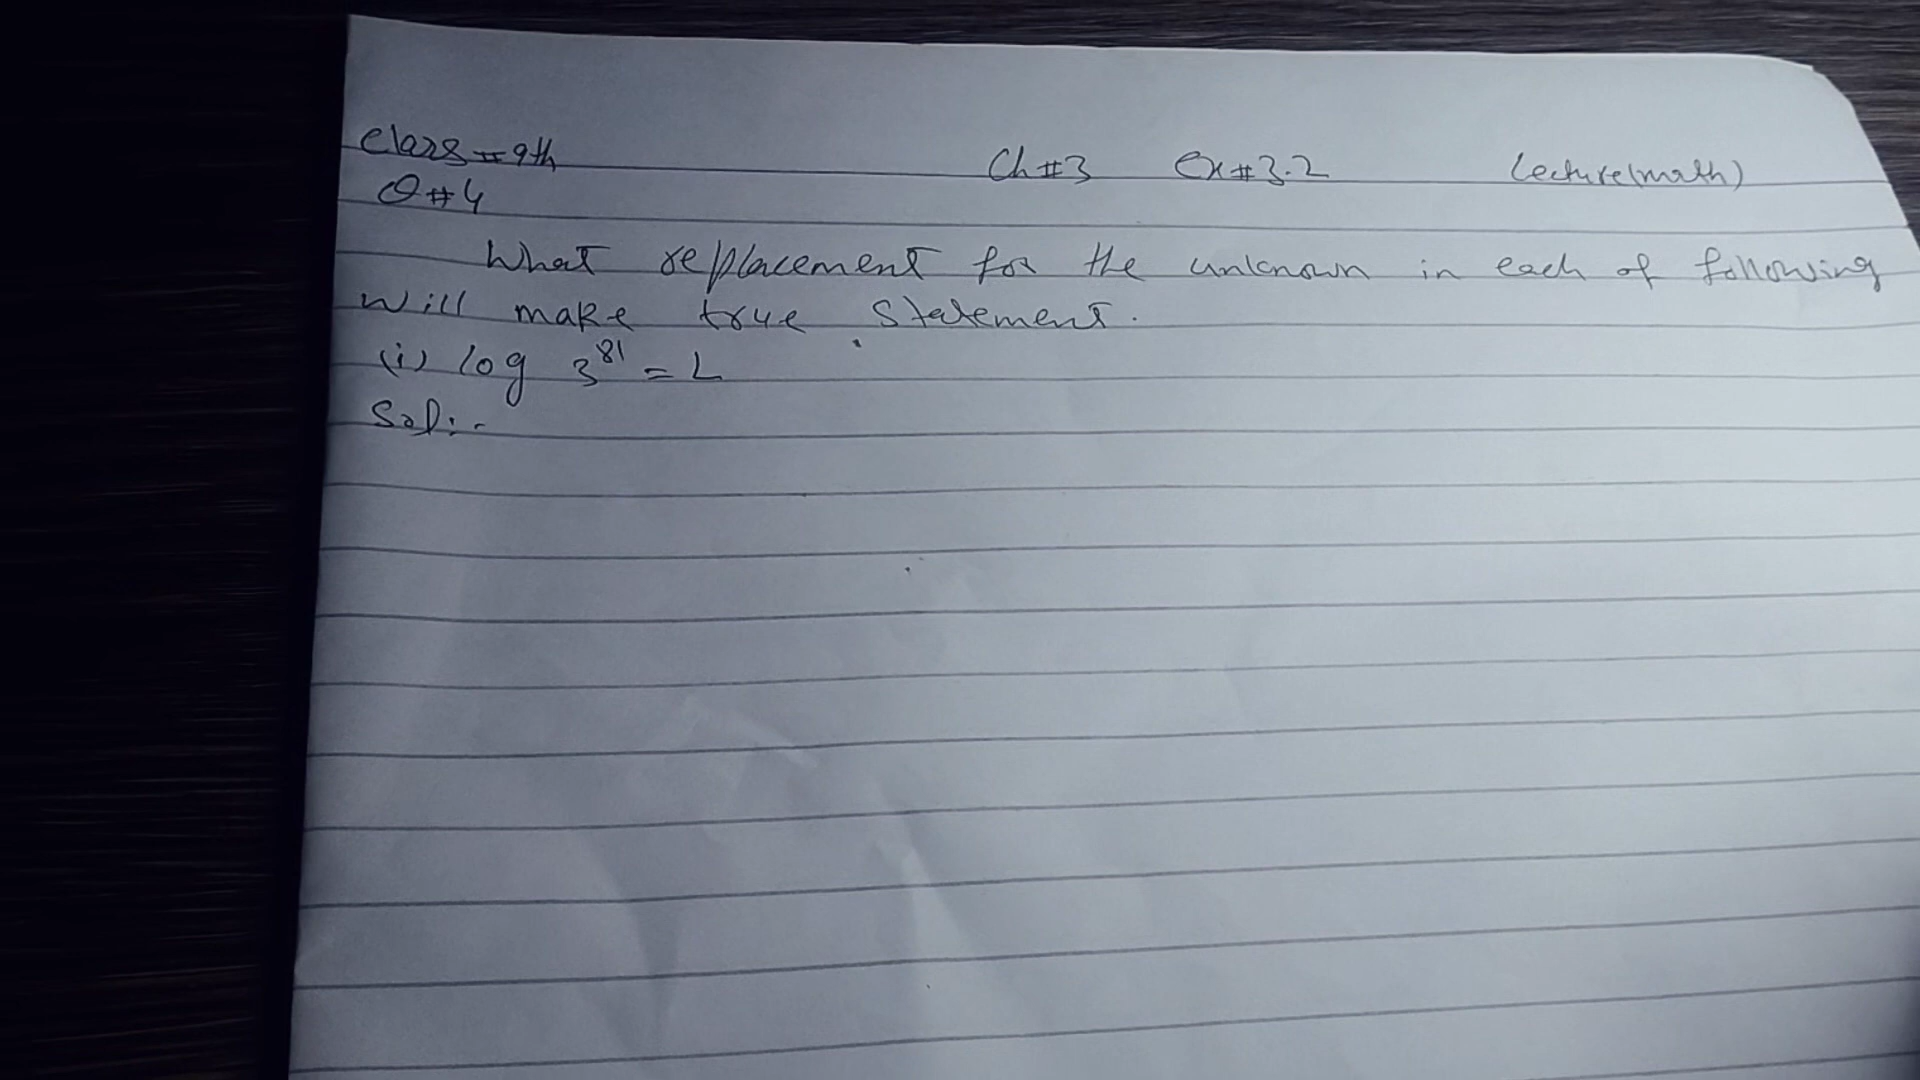 Class # 9th Ch # 3 Ex # 3.2 Lecture(math)
Q # 4
What replacement for the unknown in each of following
will make true statement.
(i) log 3^81 = L
Sol:-